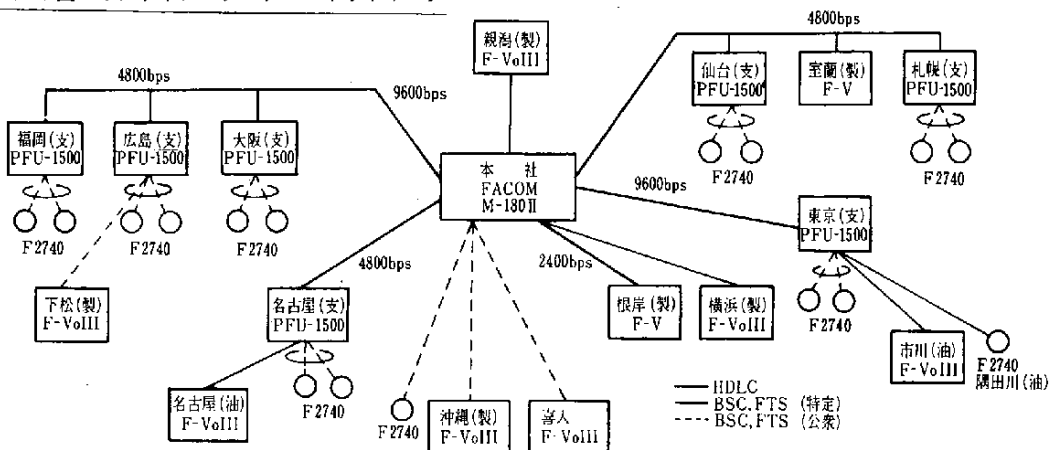 親潟(製)
F-VoIII
4800bps
仙台(支)
PFU-1500
室蘭(製)
F-V
札幌(支)
PFU-1500
F2740
F2740
4800bps
9600bps
福岡(支)
PFU-1500
広島(支)
PFU-1500
大阪(支)
PFU-1500
F2740
F2740
F2740
本 社
FACOM
M-180II
9600bps
東京(支)
PFU-1500
F2740
下松(製)
F-VoIII
4800bps
名古屋(支)
PFU-1500
F2740
名古屋(油)
F-VoIII
F2740
沖縄(製)
F-VoIII
喜入
F-VoIII
2400bps
根岸(製)
F-V
横浜(製)
F-VoIII
市川(油)
F-VoIII
F2740
隅田川(油)
HDLC
BSC,FTS (特定)
BSC,FTS (公衆)